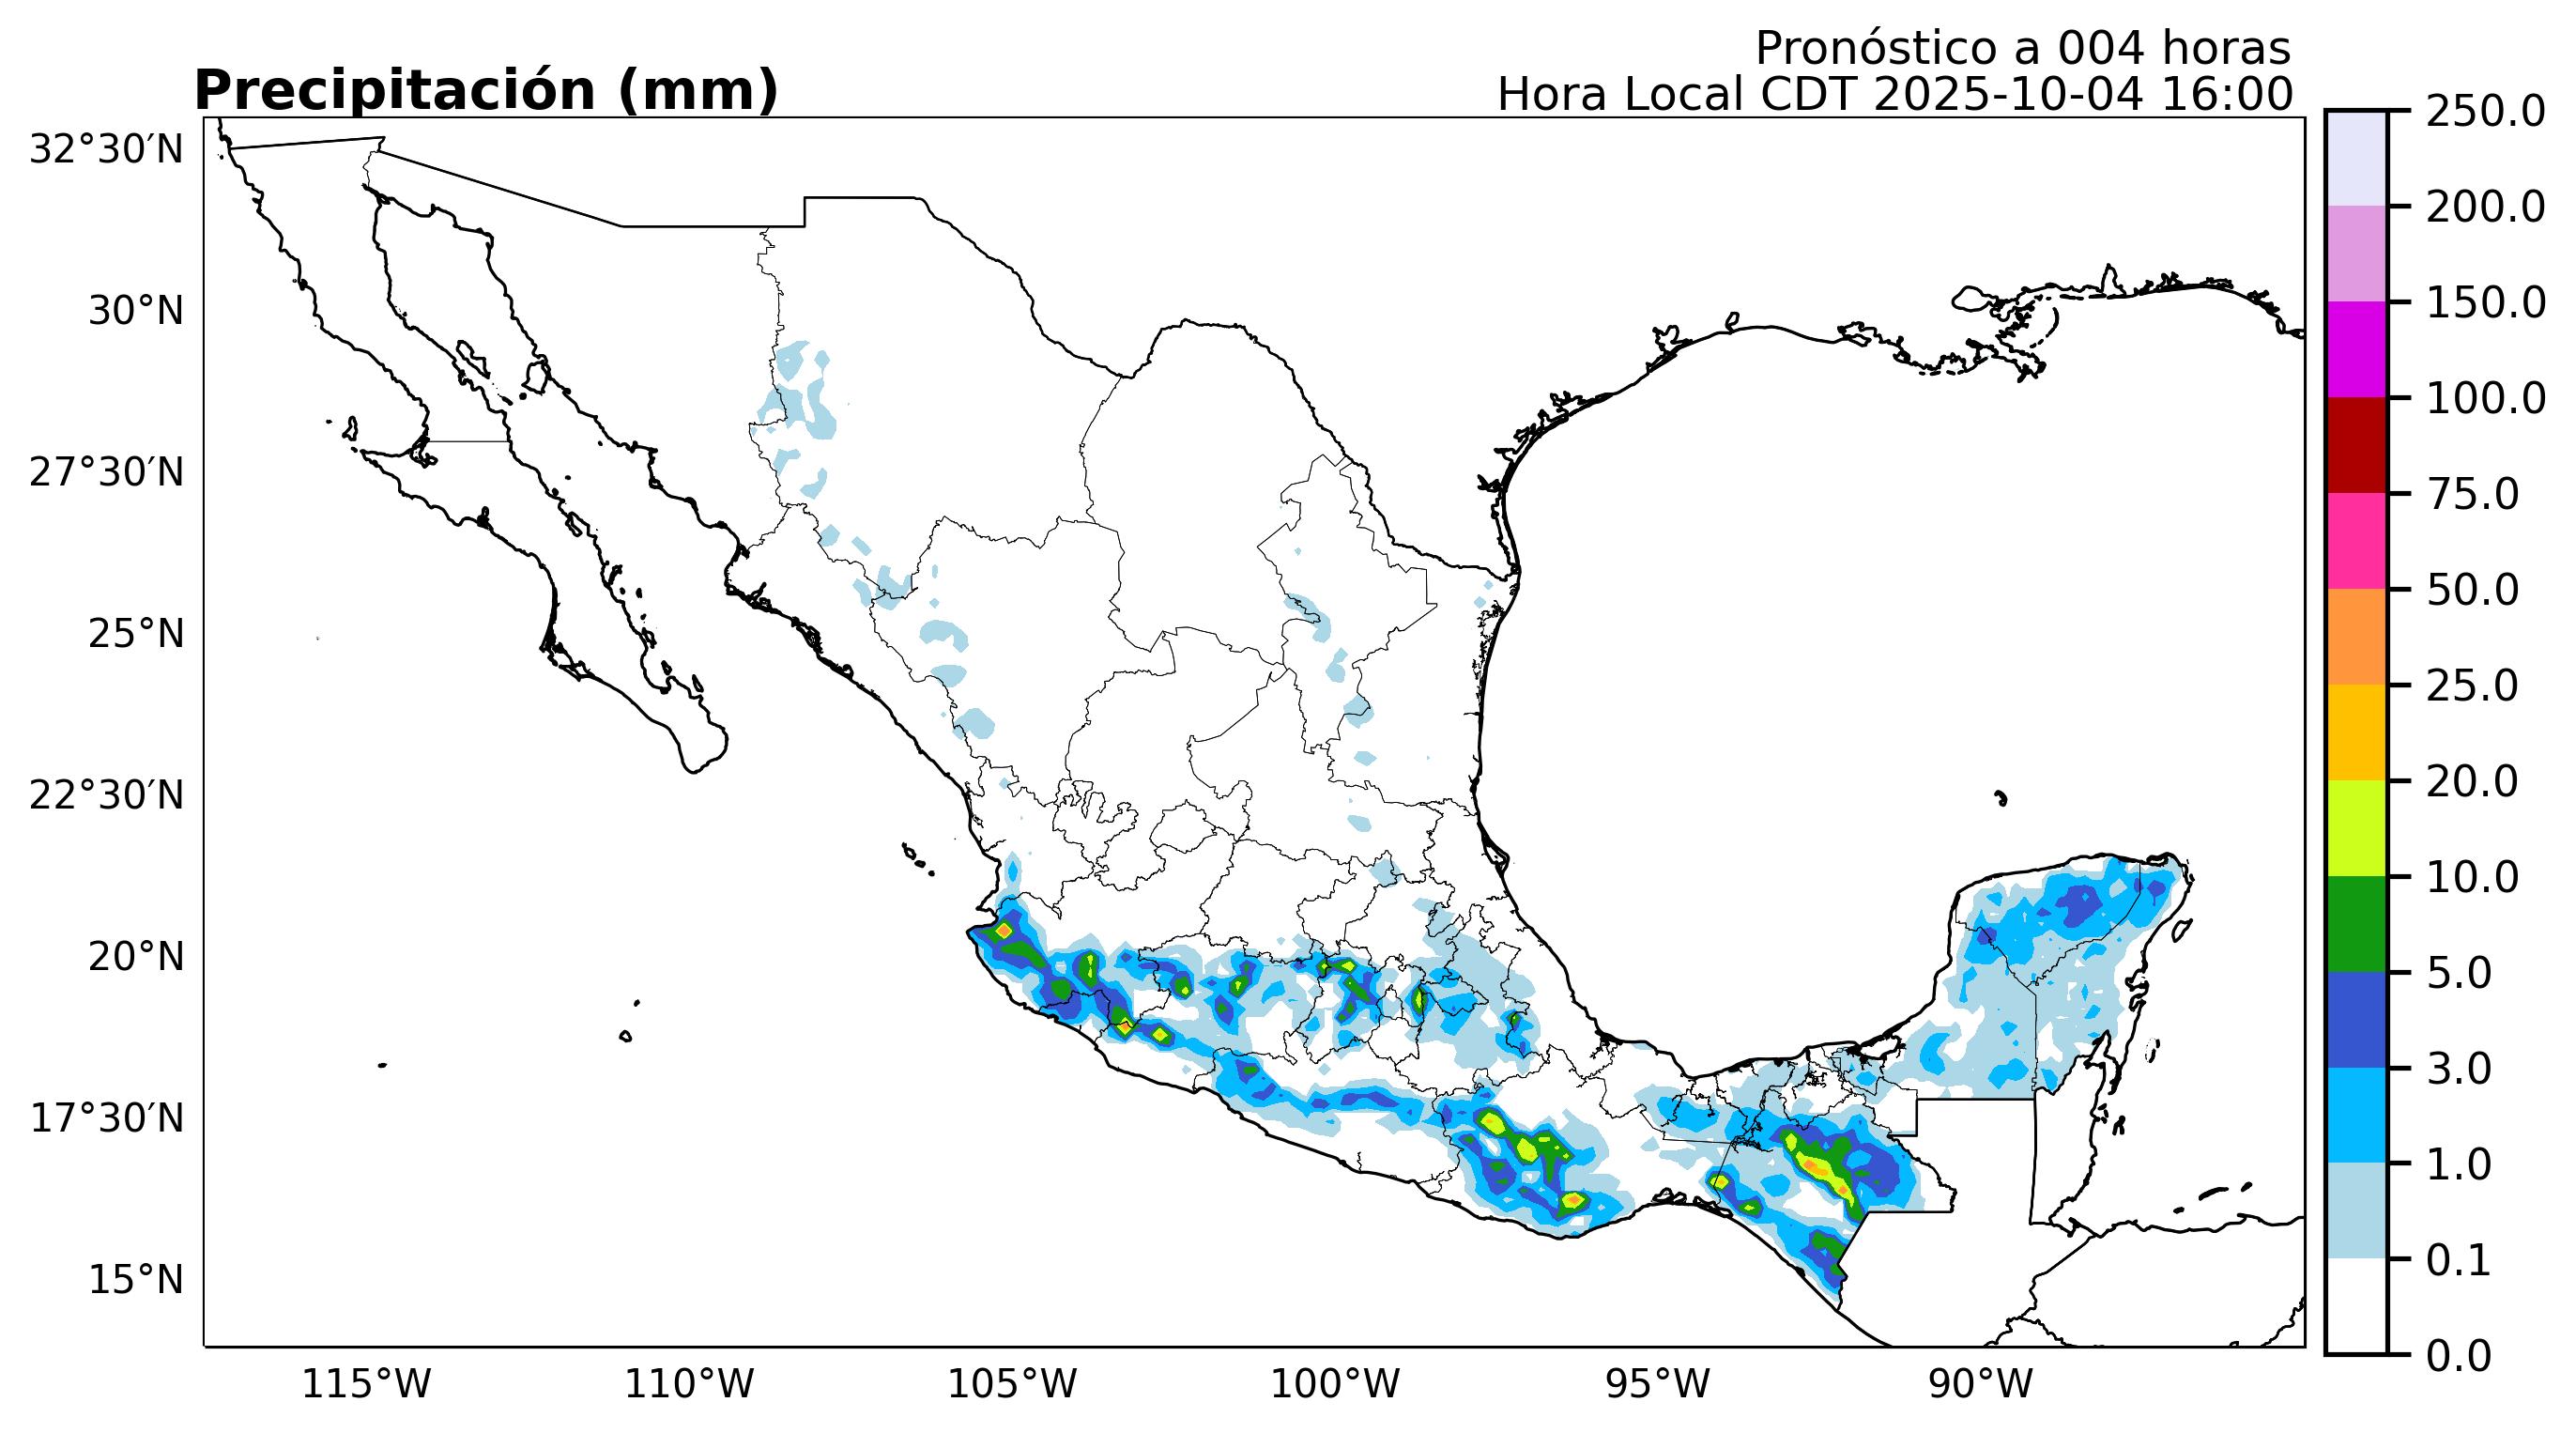 Pronóstico a 004 horas
Precipitación (mm)
Hora Local CDT 2025-10-04 16:00
32°30′N
30°N
27°30′N
25°N
22°30′N
20°N
17°30′N
15°N
115°W
110°W
105°W
100°W
95°W
90°W
250.0
200.0
150.0
100.0
75.0
50.0
25.0
20.0
10.0
5.0
3.0
1.0
0.1
0.0